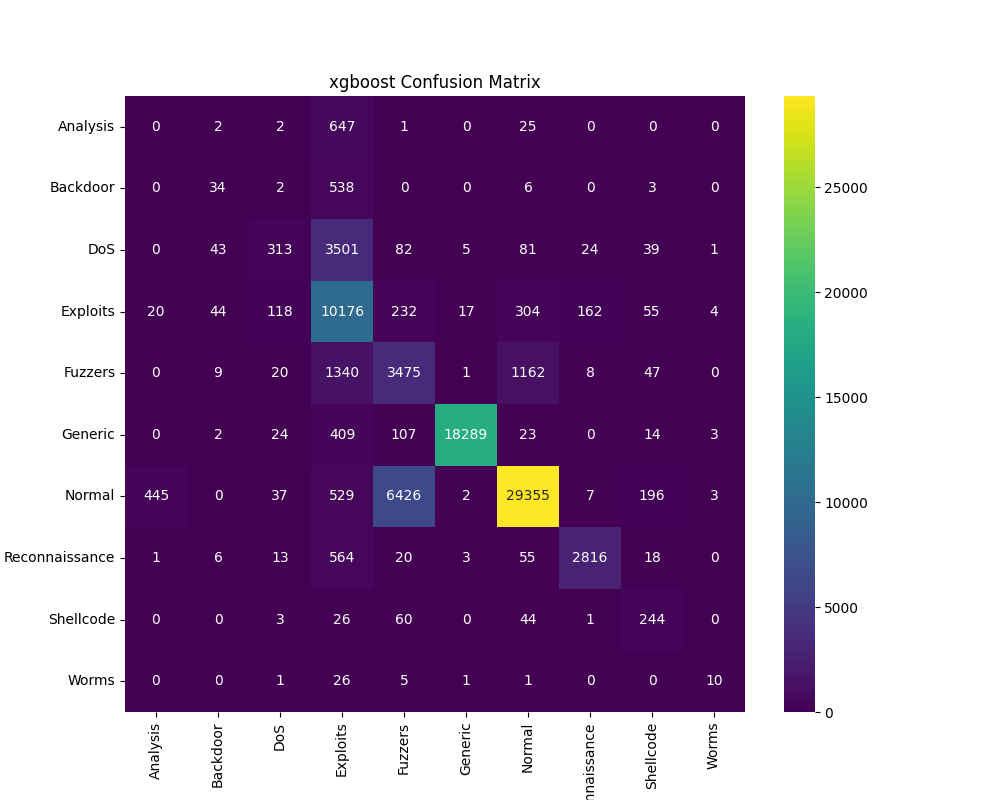 xgboost Confusion Matrix
Analysis 0 2 2 647 1 0 25 0 0 0
Backdoor 0 34 2 538 0 0 6 0 3 0
DoS 0 43 313 3501 82 5 81 24 39 1
Exploits 20 44 118 10176 232 17 304 162 55 4
Fuzzers 0 9 20 1340 3475 1 1162 8 47 0
Generic 0 2 24 409 107 18289 23 0 14 3
Normal 445 0 37 529 6426 2 29355 7 196 3
Reconnaissance 1 6 13 564 20 3 55 2816 18 0
Shellcode 0 0 3 26 60 0 44 1 244 0
Worms 0 0 1 26 5 1 1 0 0 10
Analysis
Backdoor
DoS
Exploits
Fuzzers
Generic
Normal
nnaissance
Shellcode
Worms
25000
20000
15000
10000
5000
0